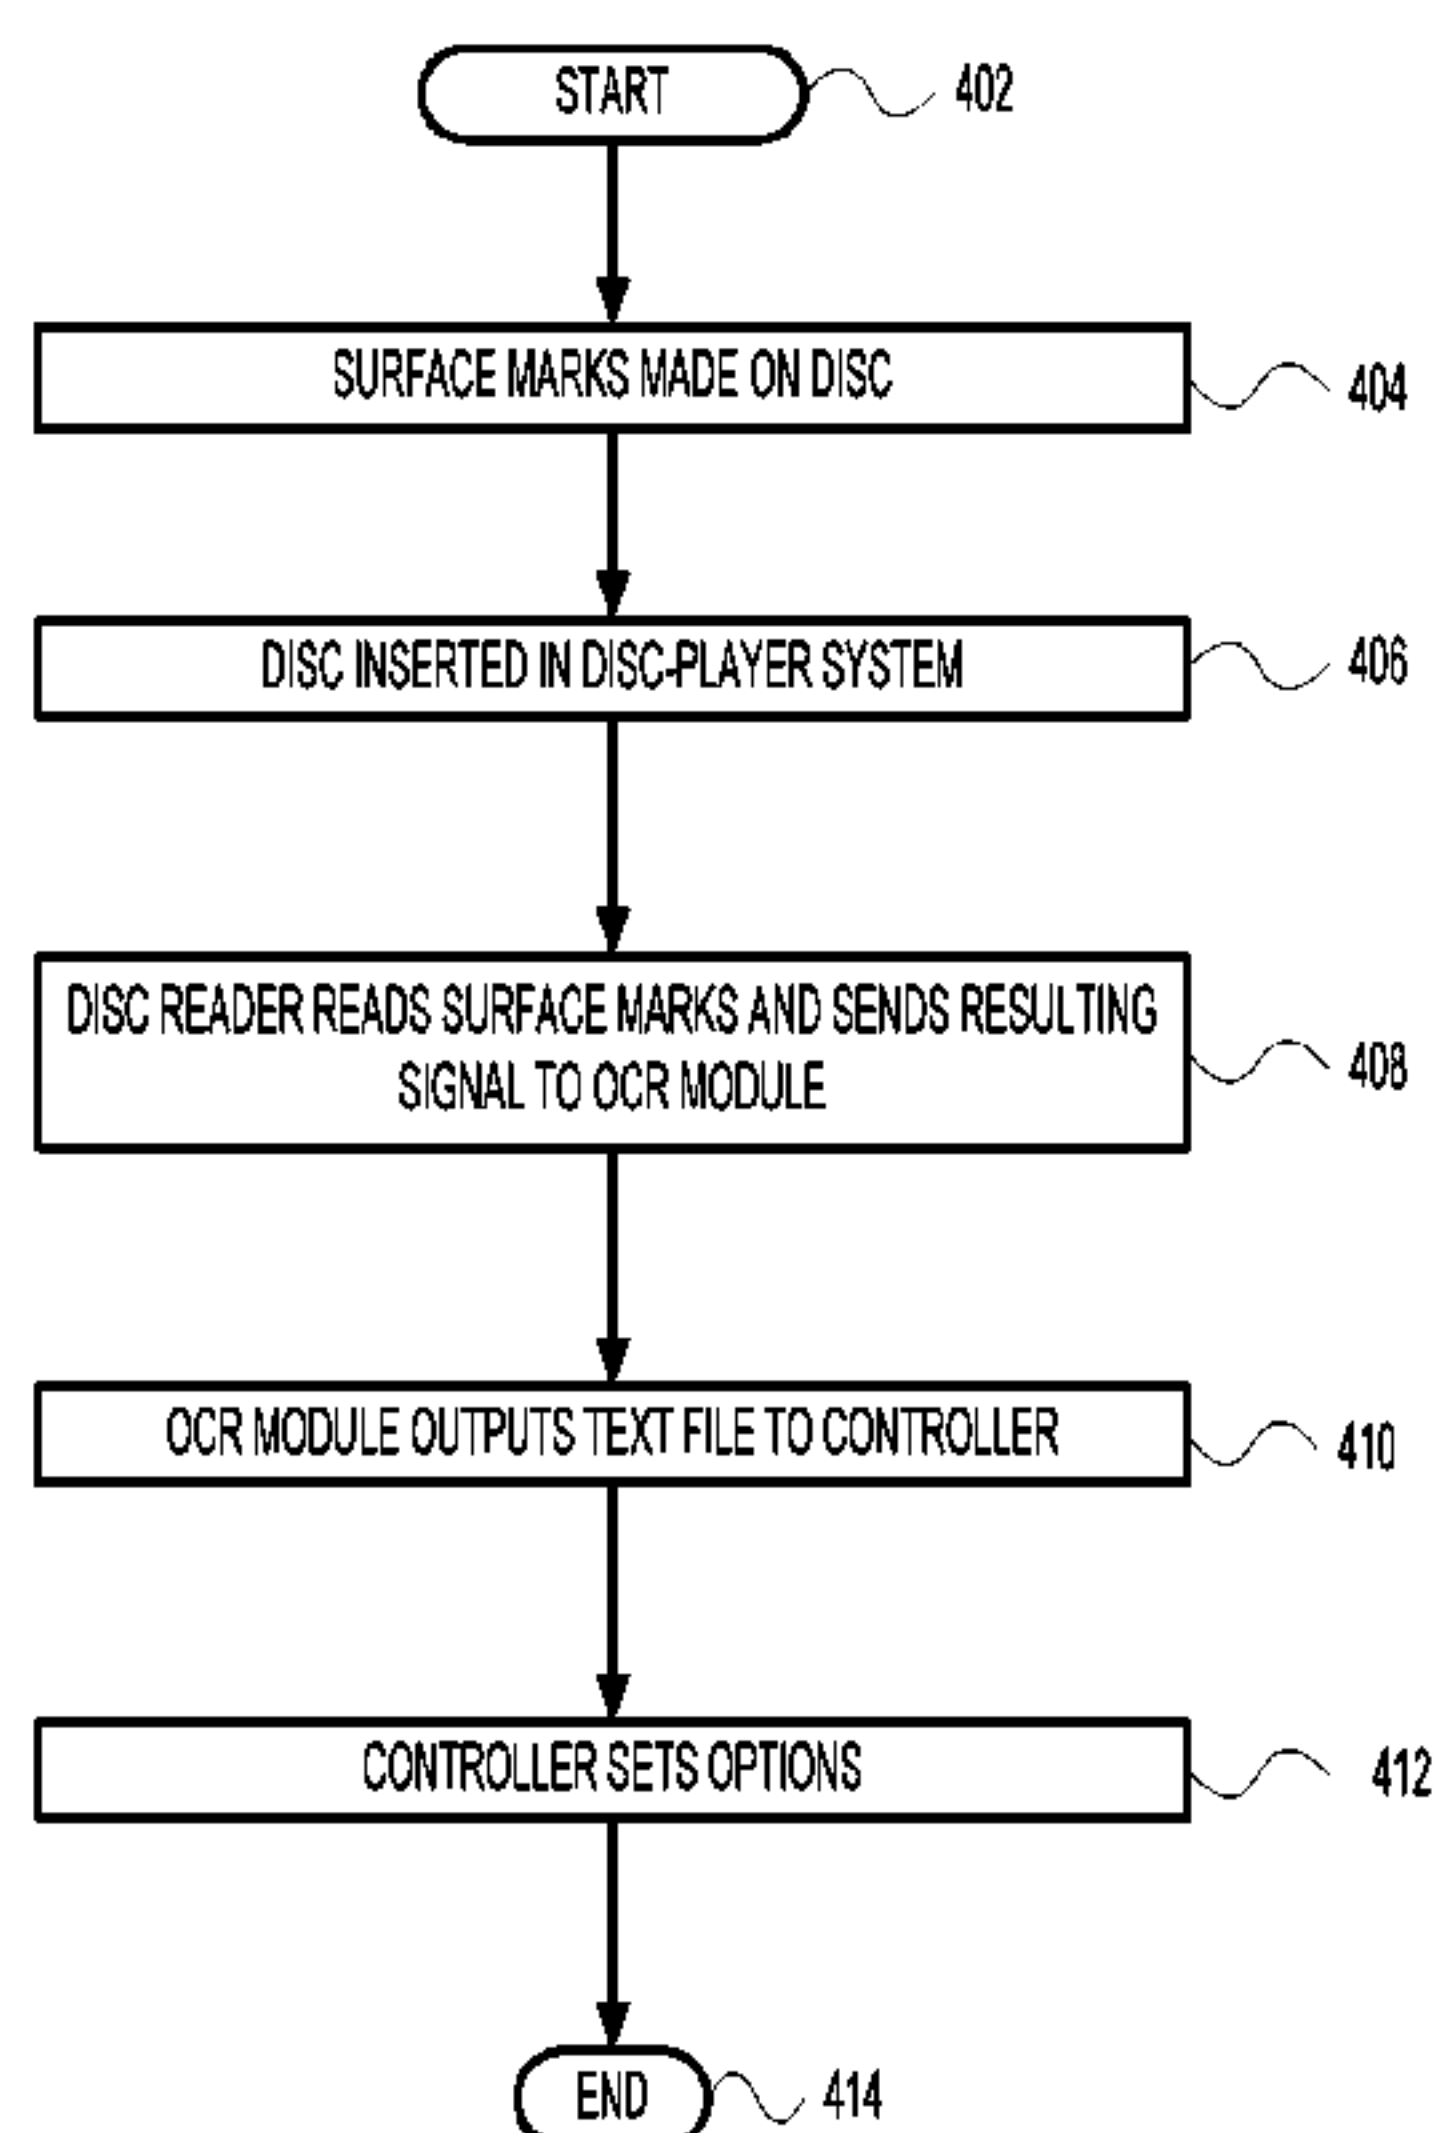 START
402
SURFACE MARKS MADE ON DISC
404
DISC INSERTED IN DISC-PLAYER SYSTEM
406
DISC READER READS SURFACE MARKS AND SENDS RESULTING
SIGNAL TO OCR MODULE
408
OCR MODULE OUTPUTS TEXT FILE TO CONTROLLER
410
CONTROLLER SETS OPTIONS
412
END
414